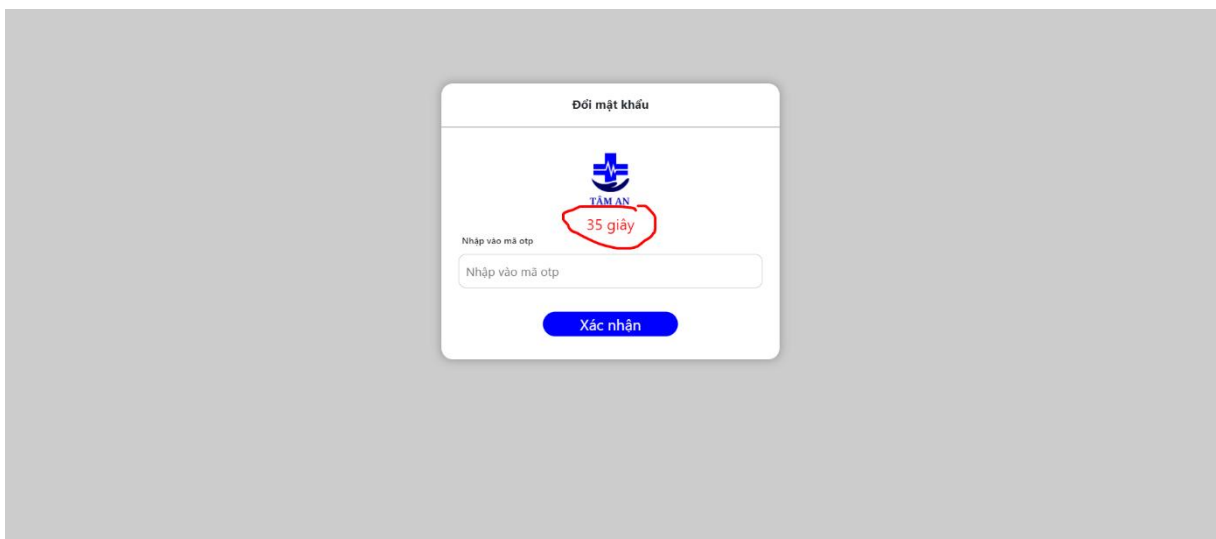 Đổi mật khẩu
TÂM AN
35 giây
Nhập vào mã otp
Nhập vào mã otp
Xác nhận